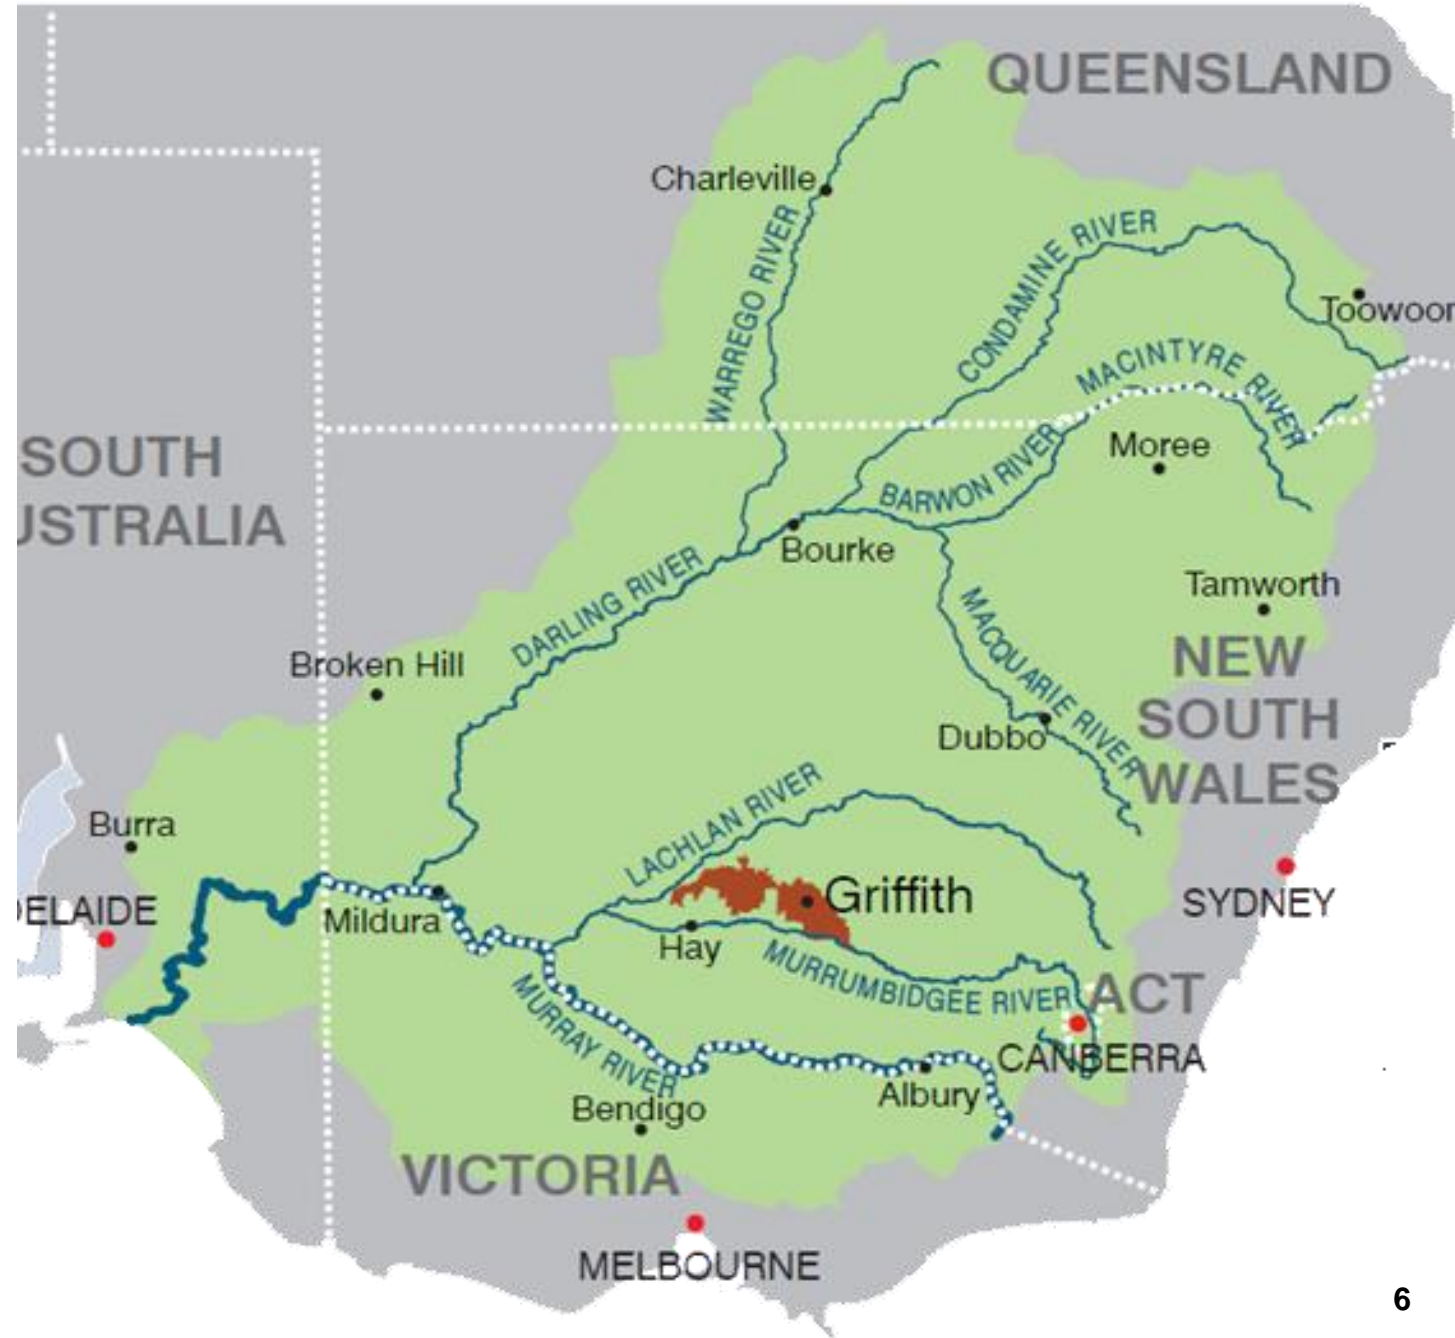 QUEENSLAND
Charleville
WARREGO RIVER
CONDAMINE RIVER
Toowoor
MACINTYRE RIVER
SOUTH
USTRALIA
Moree
BARWON RIVER
Bourke
DARLING RIVER
Tamworth
MACQUARIE RIVER
Broken Hill
NEW
SOUTH
WALES
Dubbo
LACHLAN RIVER
Burra
Griffith
SYDNEY
DELAIDE
Mildura
Hay
MURRUMBIDGEE RIVER
ACT
MURRAY RIVER
CANBERRA
Albury
Bendigo
VICTORIA
MELBOURNE
6